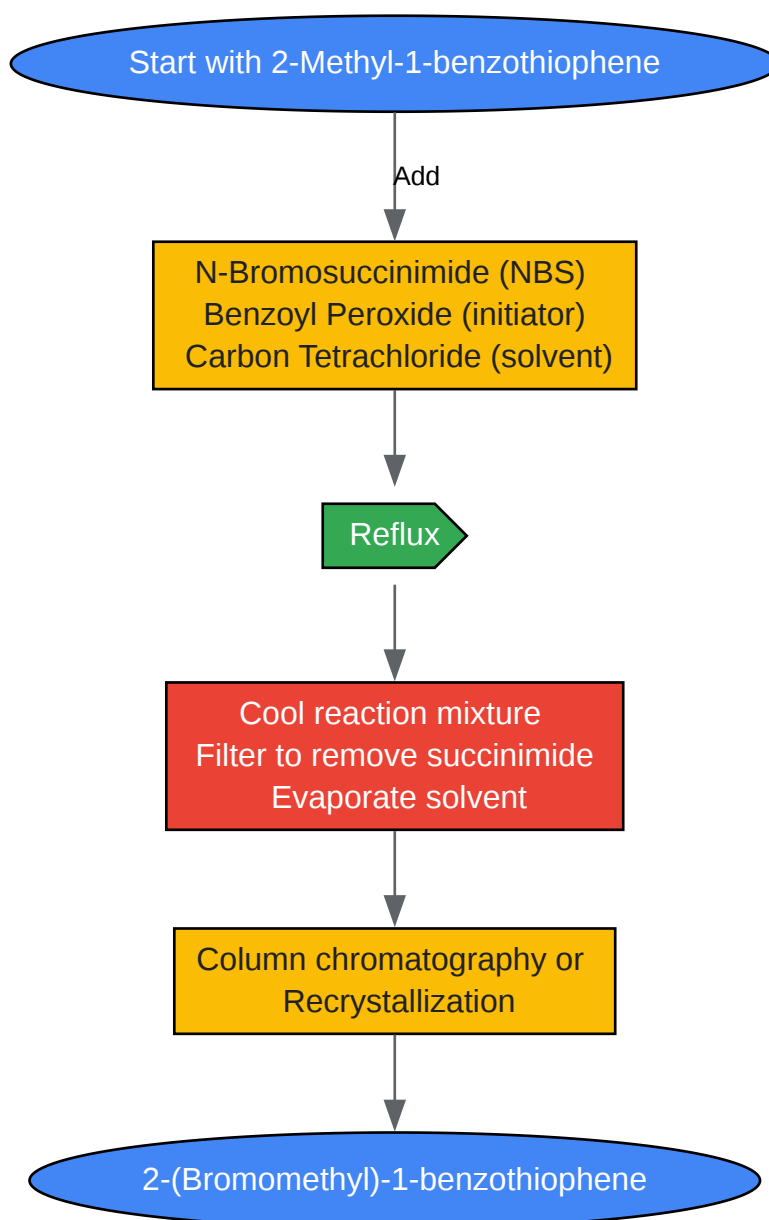 Start with 2-Methyl-1-benzothiophene
Add
N-Bromosuccinimide (NBS)
Benzoyl Peroxide (initiator)
Carbon Tetrachloride (solvent)
Reflux
Cool reaction mixture
Filter to remove succinimide
Evaporate solvent
Column chromatography or
Recrystallization
2-(Bromomethyl)-1-benzothiophene